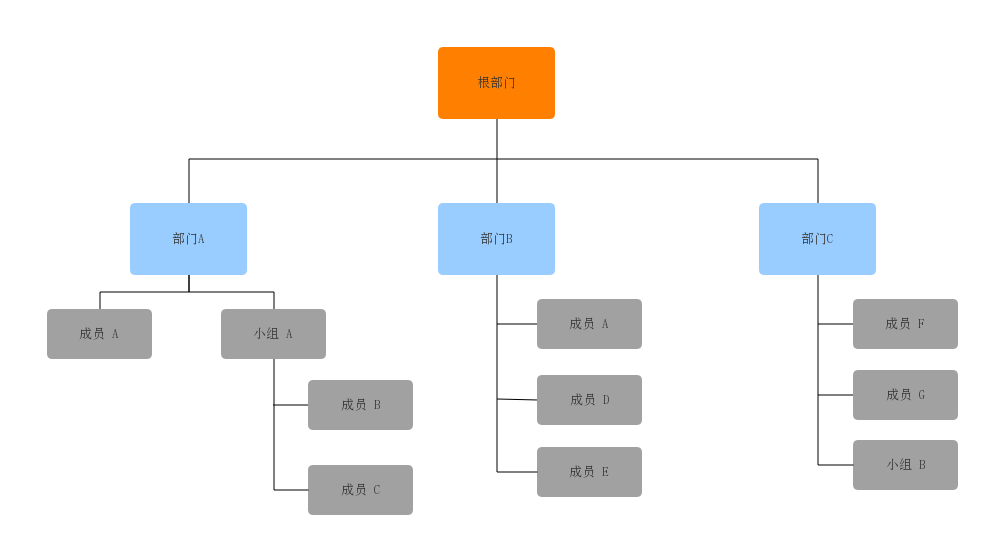 根部门
部门A
部门B
部门C
成员 A
小组 A
成员 B
成员 C
成员 A
成员 D
成员 E
成员 F
成员 G
小组 B